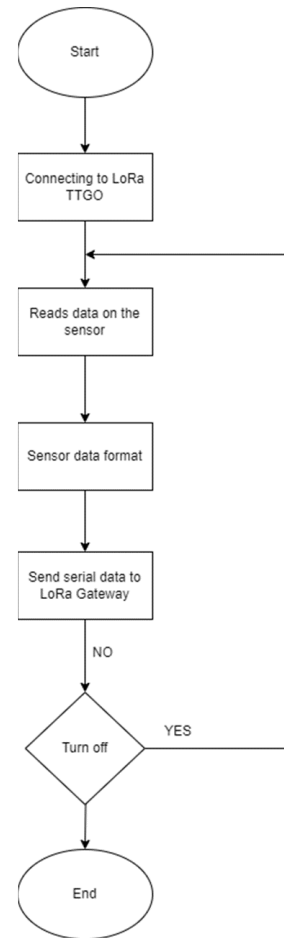 Start
Connecting to LoRa
TTGO
Reads data on the
sensor
Sensor data format
Send serial data to
LoRa Gateway
NO
Turn off
YES
End